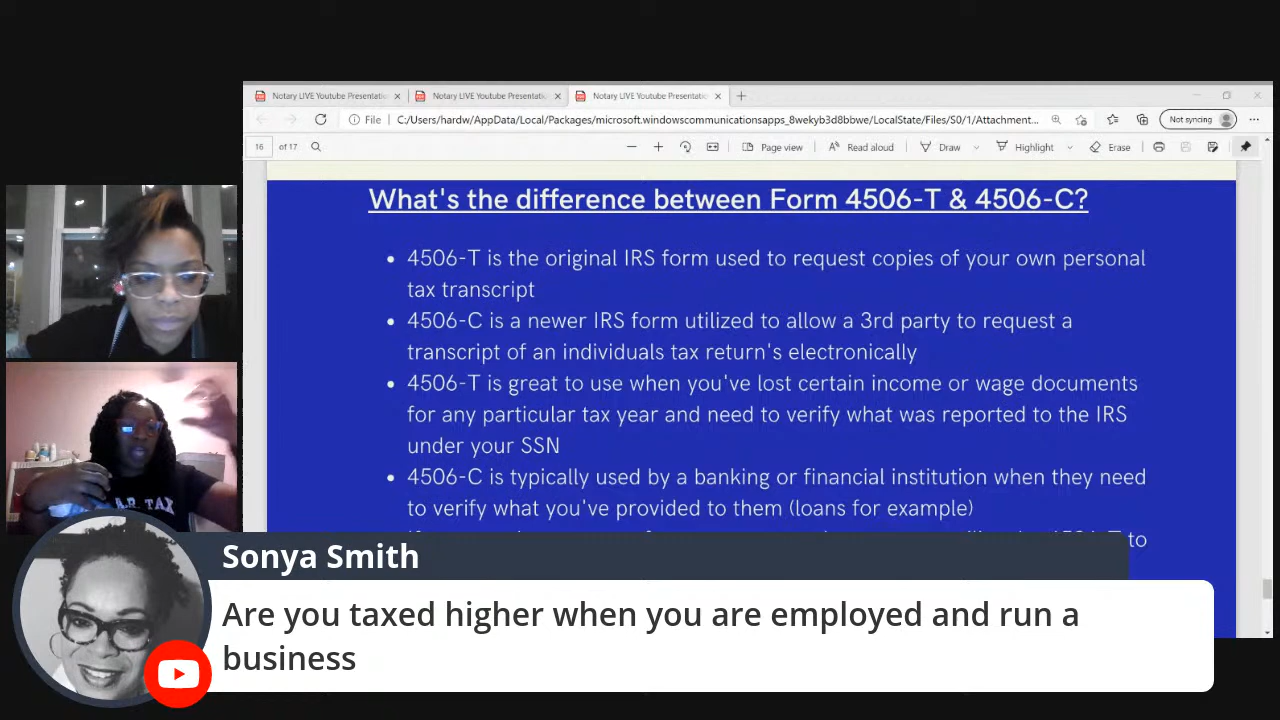 Notary LIVE Youtube Presentatio
Notary LIVE Youtube Presentatio
Notary LIVE Youtube Presentatio
File
C:/Users/hardw/AppData/Local/Packages/microsoft.windowscommunicationsapps_8wekyb3d8bbwe/LocalState/Files/S0/1/Attachment...
Not syncing
16 of 17
Page view
Read aloud
Draw
Highlight
Erase
What's the difference between Form 4506-T & 4506-C?
• 4506-T is the original IRS form used to request copies of your own personal
tax transcript
• 4506-C is a newer IRS form utilized to allow a 3rd party to request a
transcript of an individuals tax return's electronically
• 4506-T is great to use when you've lost certain income or wage documents
for any particular tax year and need to verify what was reported to the IRS
under your SSN
• 4506-C is typically used by a banking or financial institution when they need
to verify what you've provided to them (loans for example)
to
TAX
Sonya Smith
Are you taxed higher when you are employed and run a
business